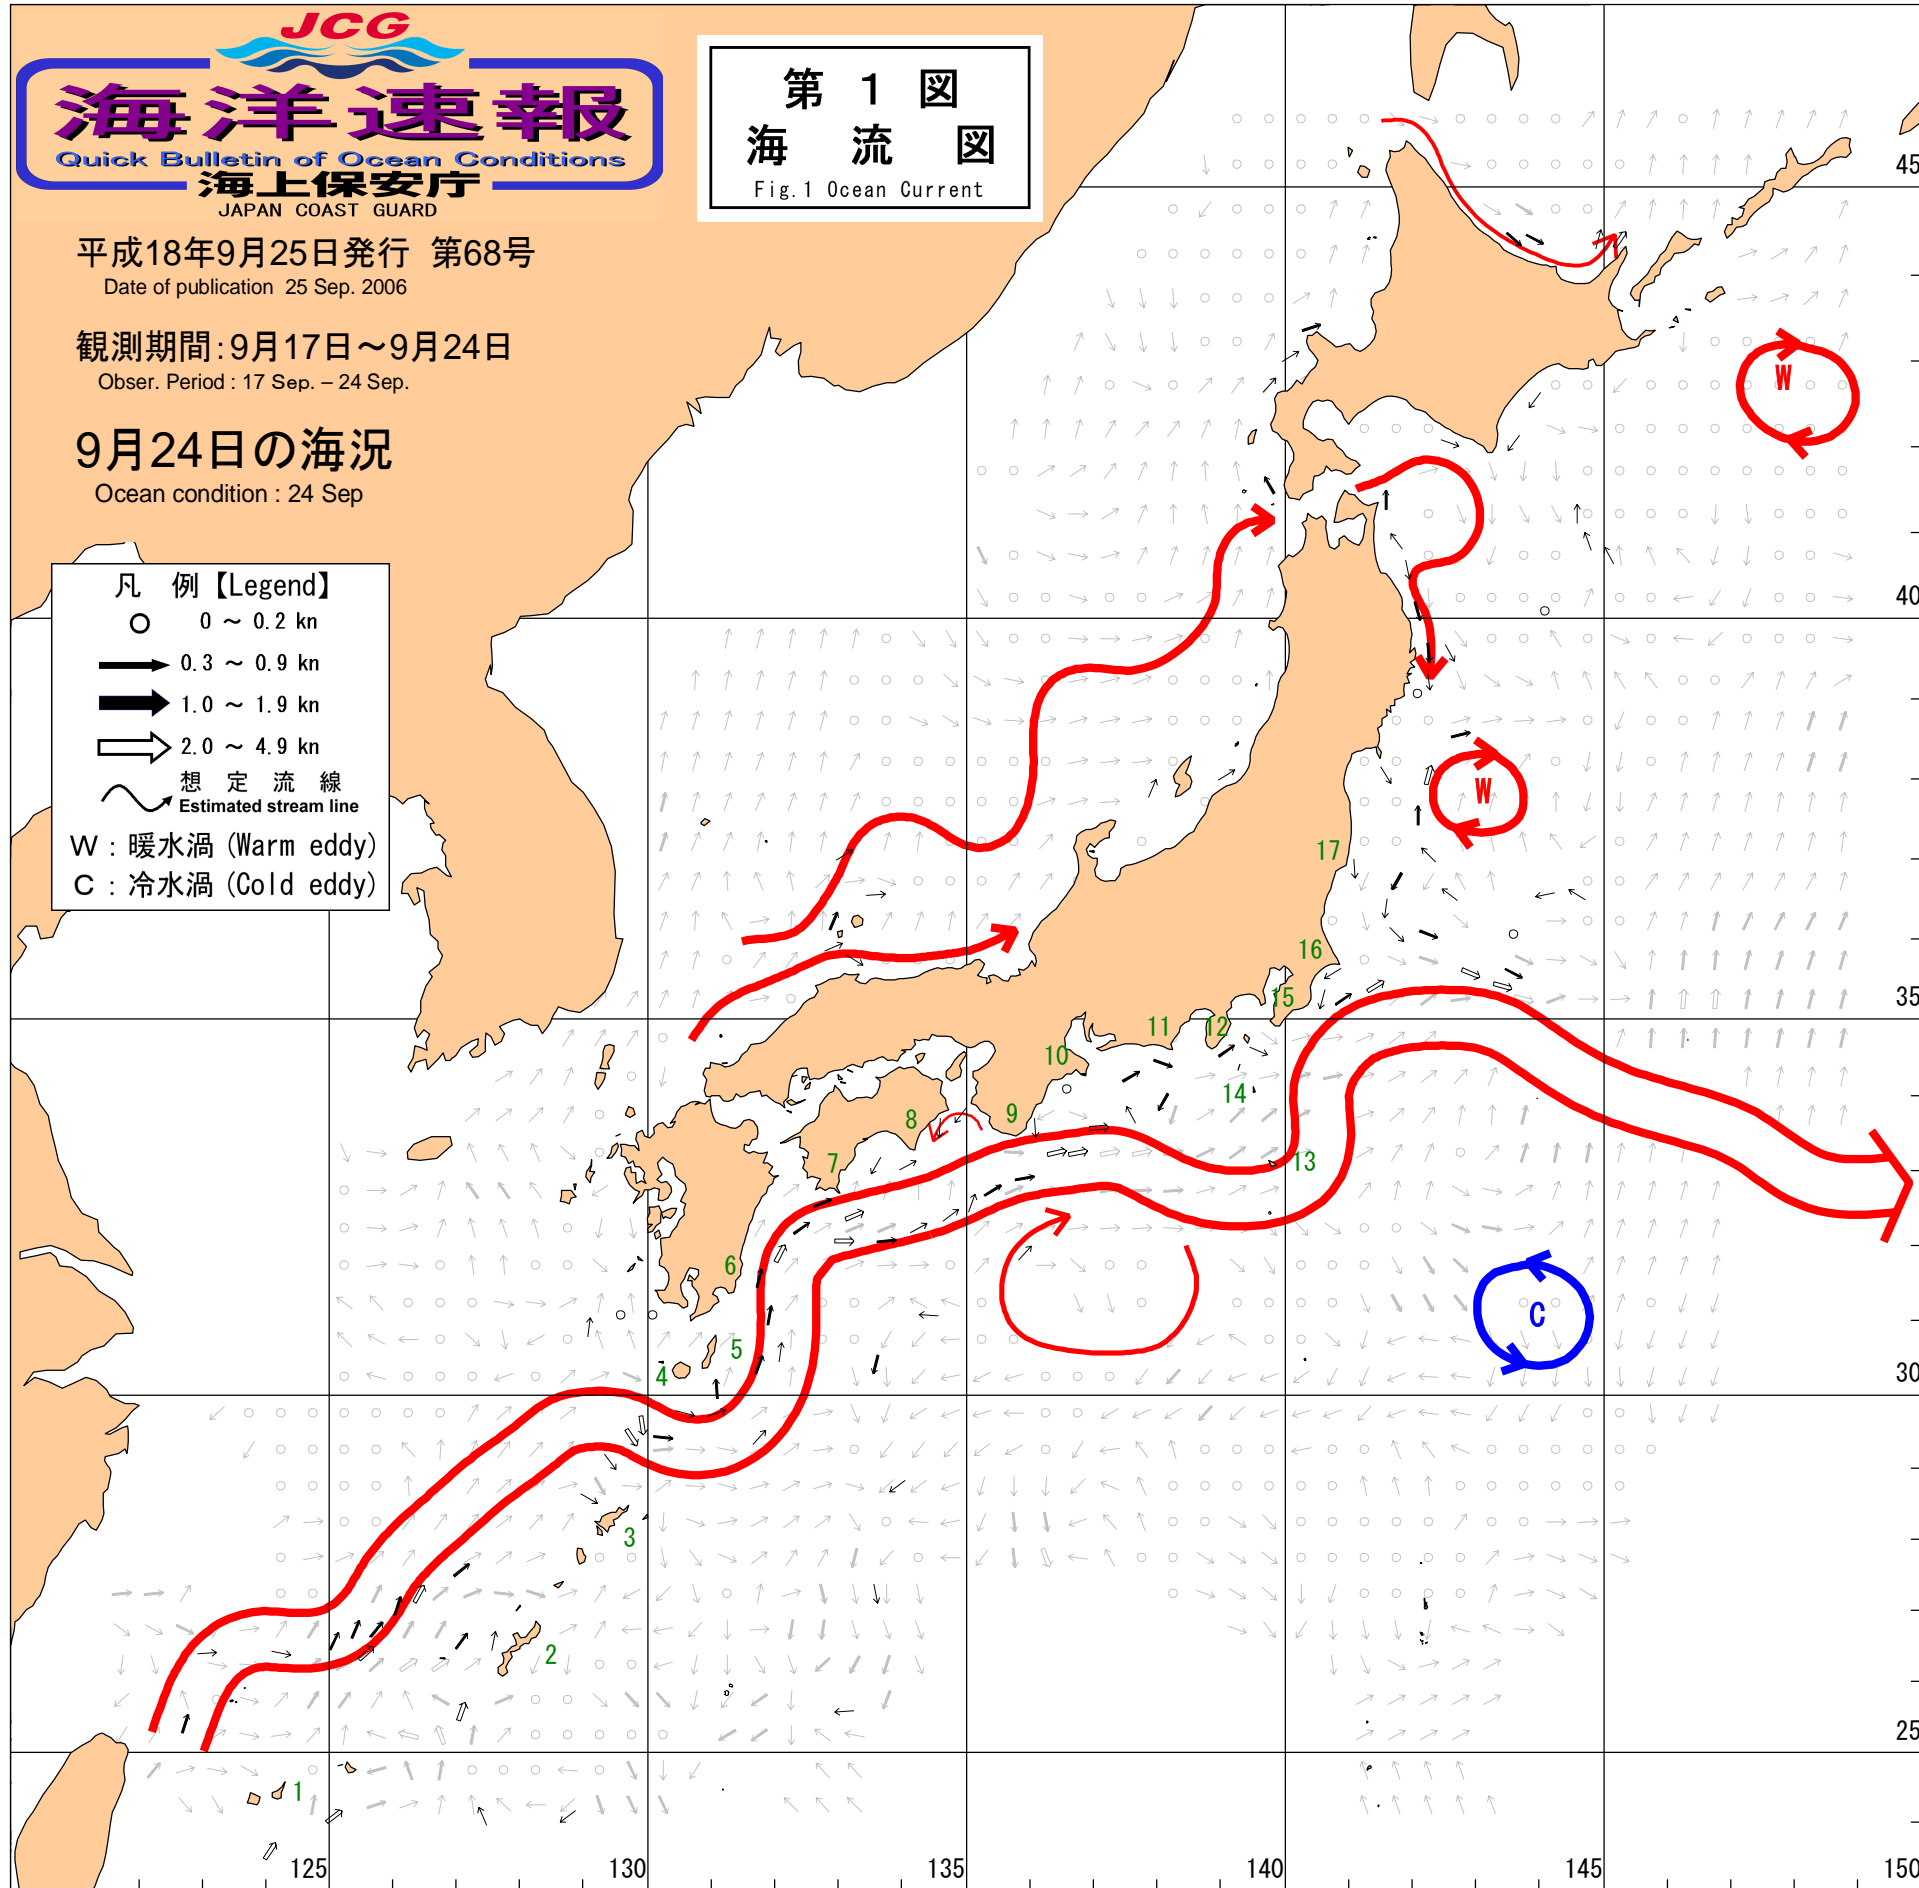 JCG
海洋速報
Quick Bulletin of Ocean Conditions
海上保安庁
JAPAN COAST GUARD
平成18年9月25日発行 第68号
Date of publication 25 Sep. 2006
観測期間:9月17日～9月24日
Obser. Period : 17 Sep. – 24 Sep.
9月24日の海況
Ocean condition : 24 Sep
第 1 図
海 流 図
Fig.1 Ocean Current
凡 例【Legend】
0 ～ 0.2 kn
0.3 ～ 0.9 kn
1.0 ～ 1.9 kn
2.0 ～ 4.9 kn
想 定 流 線
Estimated stream line
W : 暖水渦 (Warm eddy)
C : 冷水渦 (Cold eddy)
45
W
40
W
17
16
15
35
12
11
10
14
9
8
7
13
6
C
5
4
30
3
2
25
1
125
130
135
140
145
150